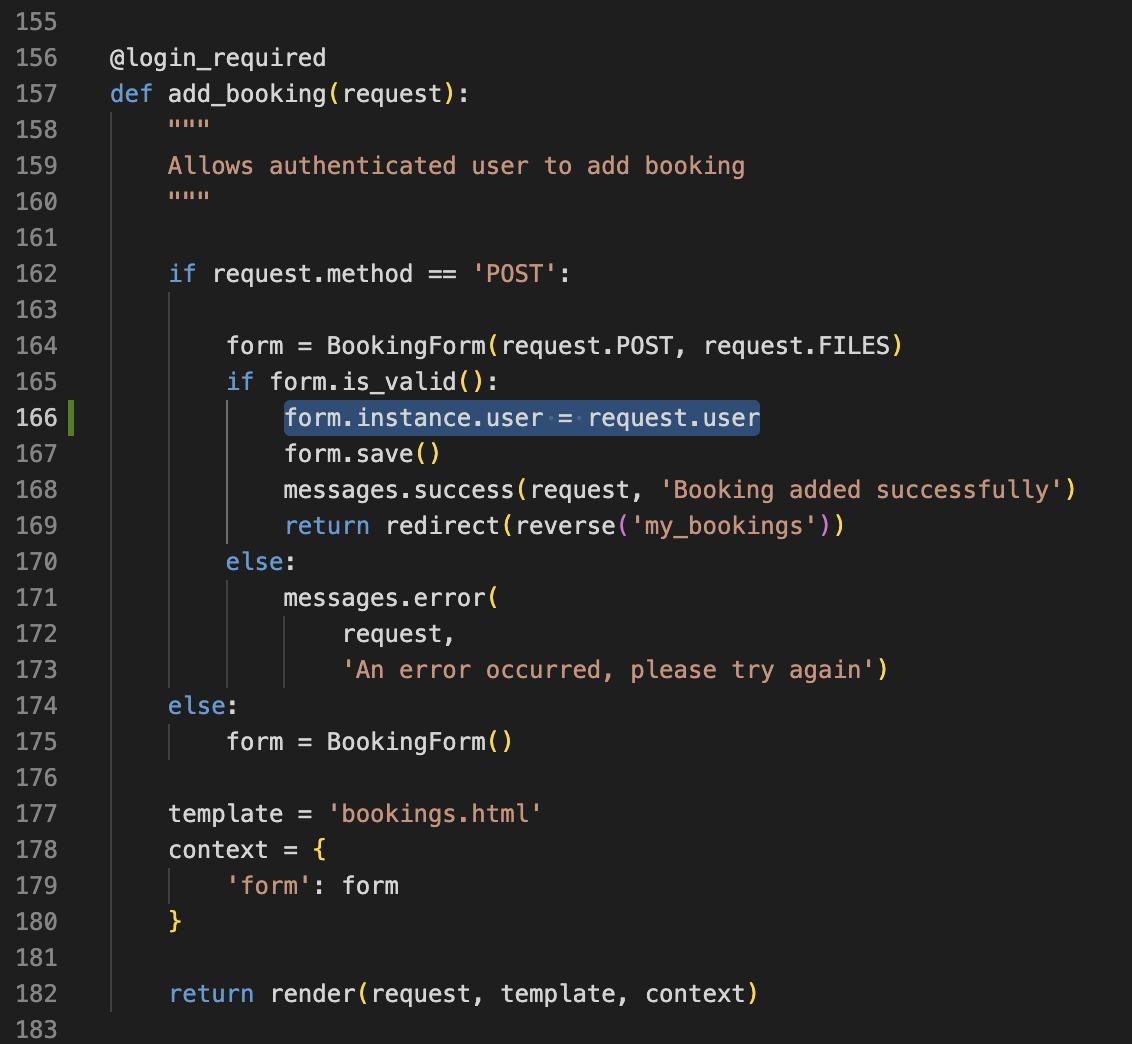 155
156 @login_required
157 def add_booking(request):
158     """
159     Allows authenticated user to add booking
160     """
161
162     if request.method == 'POST':
163
164         form = BookingForm(request.POST, request.FILES)
165         if form.is_valid():
166             form.instance.user = request.user
167             form.save()
168             messages.success(request, 'Booking added successfully')
169             return redirect(reverse('my_bookings'))
170         else:
171             messages.error(
172                 request,
173                 'An error occurred, please try again')
174     else:
175         form = BookingForm()
176
177     template = 'bookings.html'
178     context = {
179         'form': form
180     }
181
182     return render(request, template, context)
183